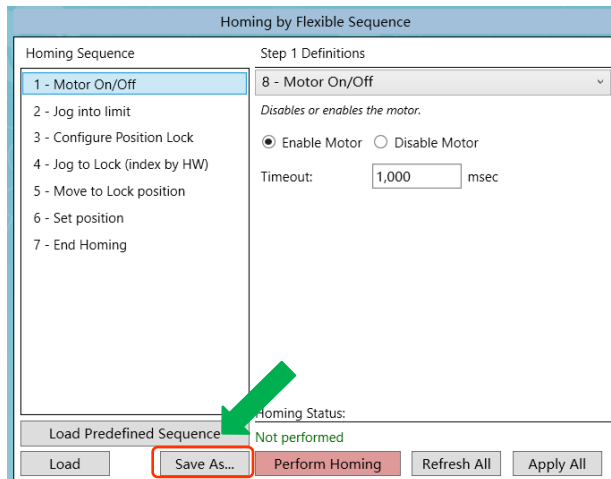 Homing by Flexible Sequence
Homing Sequence
1 - Motor On/Off
2 - Jog into limit
3 - Configure Position Lock
4 - Jog to Lock (index by HW)
5 - Move to Lock position
6 - Set position
7 - End Homing
Load Predefined Sequence
Load
Save As...
Step 1 Definitions
8 - Motor On/Off
Disables or enables the motor.
Enable Motor Disable Motor
Timeout: 1,000 msec
Homing Status:
Not performed
Perform Homing Refresh All Apply All